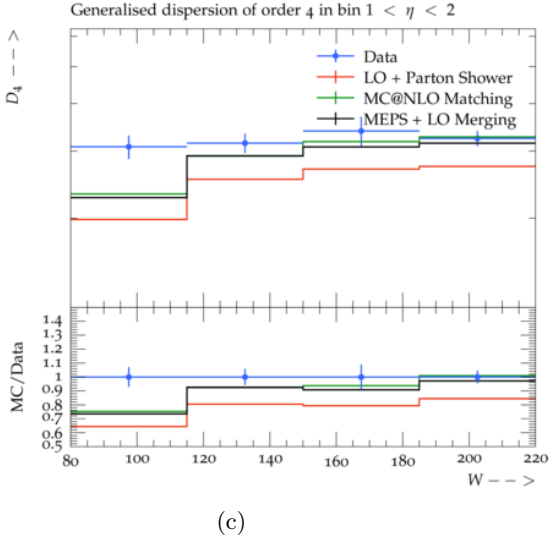 Generalised dispersion of order 4 in bin 1 < η < 2
D₄ -->
Data
LO + Parton Shower
MC@NLO Matching
MEPS + LO Merging
MC/Data
1.4
1.3
1.2
1.1
1
0.9
0.8
0.7
0.6
0.5
80 100 120 140 160 180 200 220
W -->
(c)